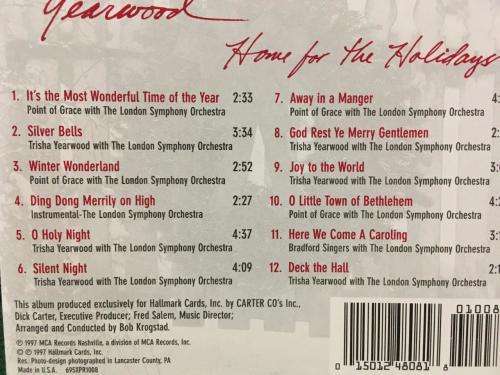 Yearwood
Home for the Holidays
1. It's the Most Wonderful Time of the Year 2:33
Point of Grace with The London Symphony Orchestra
2. Silver Bells 3:34
Trisha Yearwood with The London Symphony Orchestra
3. Winter Wonderland 2:52
Point of Grace with The London Symphony Orchestra
4. Ding Dong Merrily on High 2:27
Instrumental-The London Symphony Orchestra
5. O Holy Night 4:37
Trisha Yearwood with The London Symphony Orchestra
6. Silent Night 4:09
Trisha Yearwood with The London Symphony Orchestra
7. Away in a Manger 4:
Point of Grace with The London Symphony Orchestra
8. God Rest Ye Merry Gentlemen 2:
Trisha Yearwood with The London Symphony Orchestra
9. Joy to the World 3:
Trisha Yearwood with The London Symphony Orchestra
10. O Little Town of Bethlehem 4:
Point of Grace with The London Symphony Orchestra
11. Here We Come A Caroling 3:
Bradford Singers with The London Symphony Orchestra
12. Deck the Hall 2:
Trisha Yearwood with The London Symphony Orchestra
This album produced exclusively for Hallmark Cards, Inc. by CARTER CO's Inc.,
Dick Carter, Executive Producer; Fred Salem, Music Director;
Arranged and Conducted by Bob Krogstad.
℗ © 1997 MCA Records Nashville, a division of MCA Records, Inc.
© ℗ 1997 Hallmark Cards, Inc.
Res: Photo-design photographed in Lancaster County, PA
Made in U.S.A. 695XPR1008
01008
0 15012 48081 8